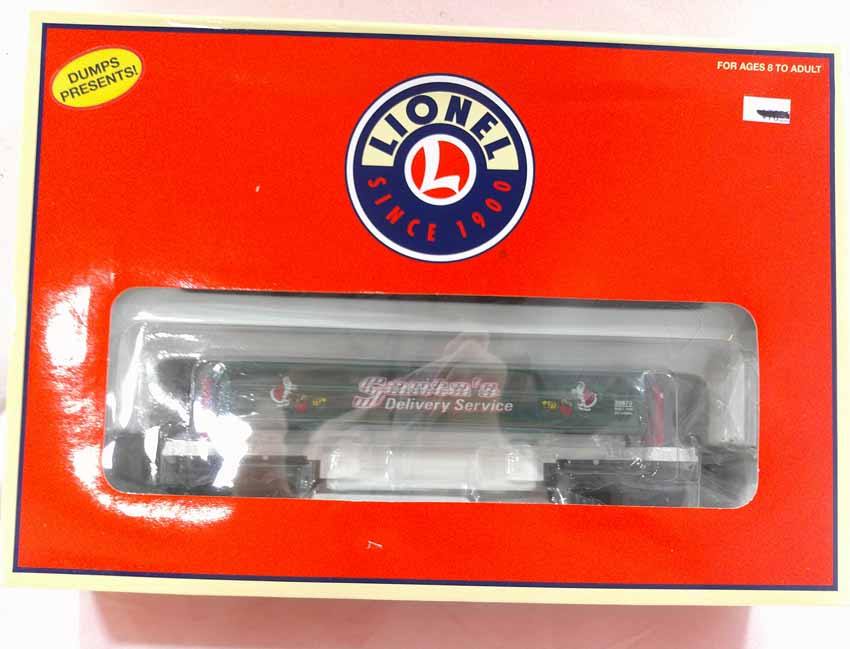 DUMPS
PRESENTS!
FOR AGES 8 TO ADULT
LIONEL
L
SINCE 1900
®
Santa's
Delivery Service